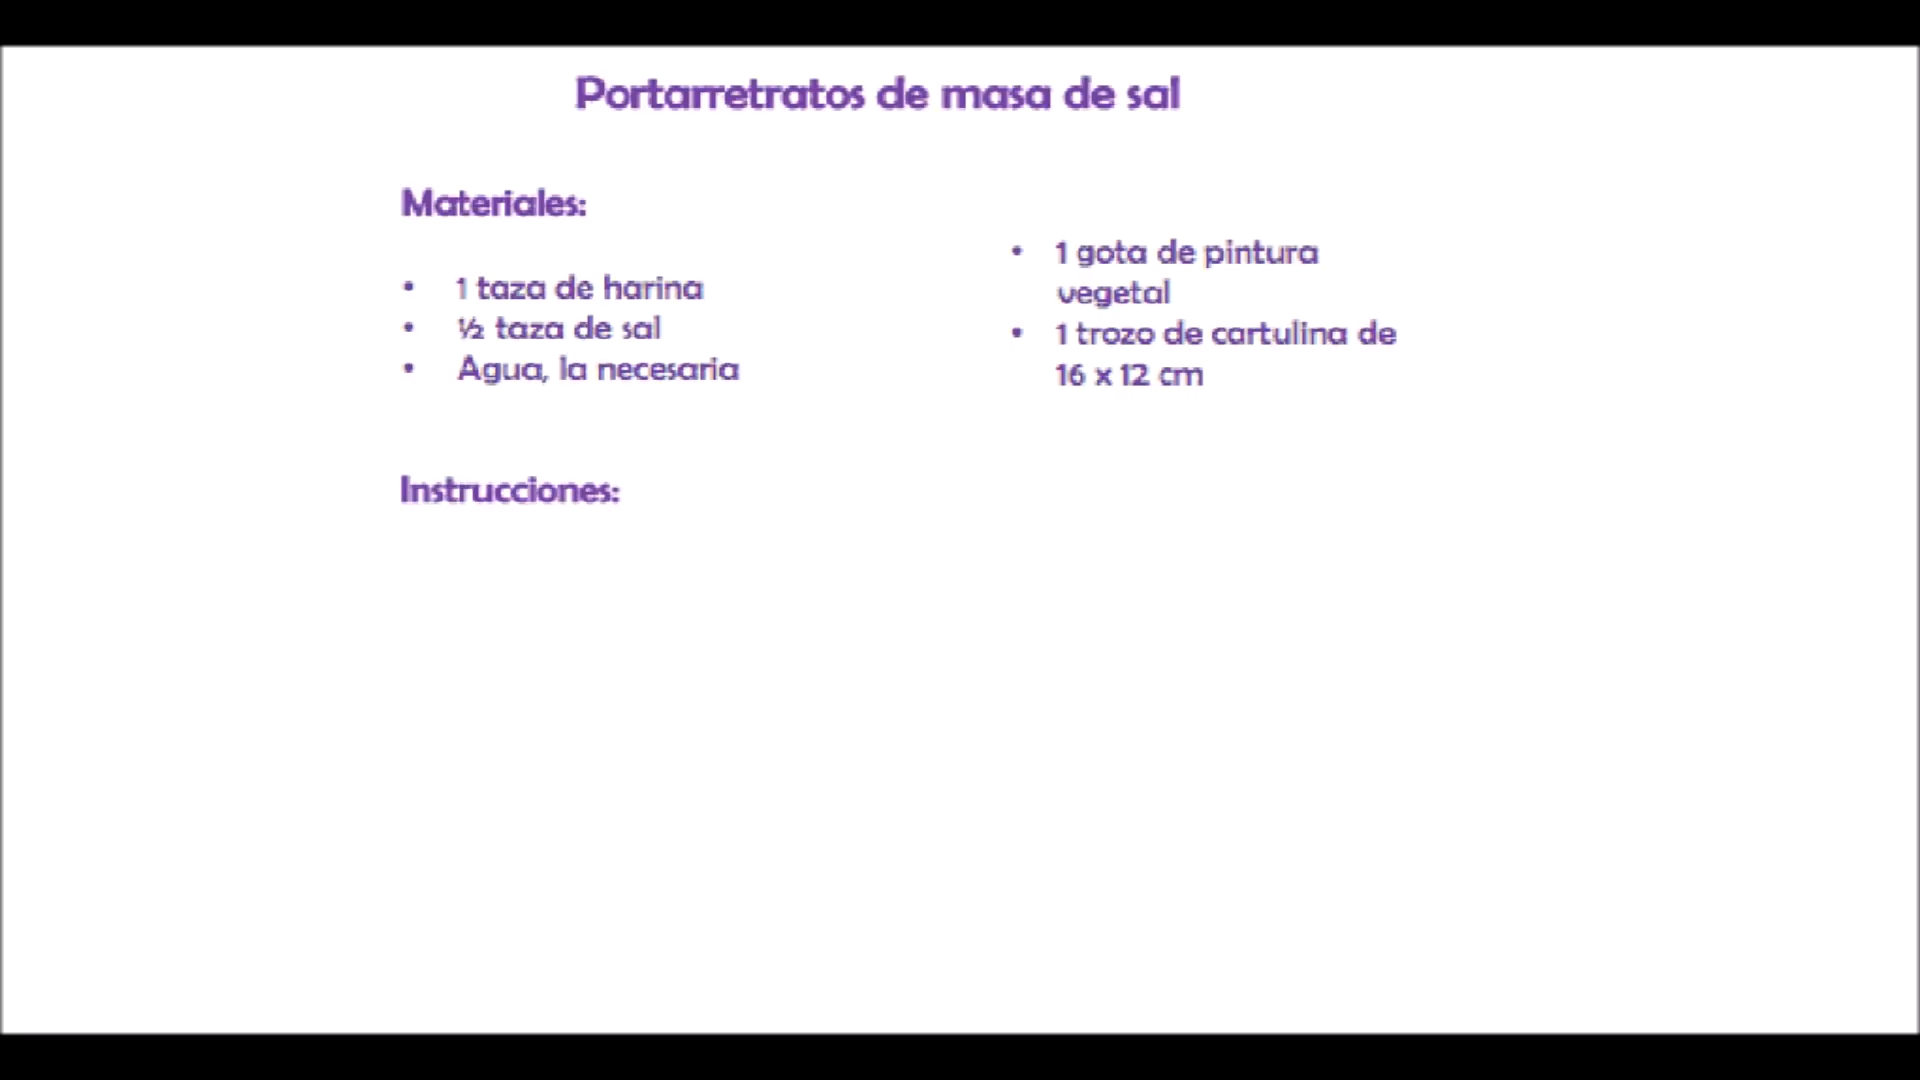 Portarretratos de masa de sal
Materiales:
• 1 taza de harina
• ½ taza de sal
• Agua, la necesaria
• 1 gota de pintura
vegetal
• 1 trozo de cartulina de
16 x 12 cm
Instrucciones: